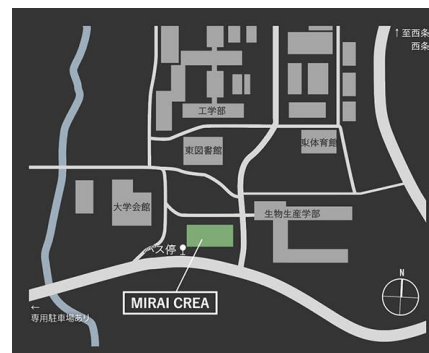 ↑至西条
西条
工学部
東図書館
東体育館
大学会館
生物生産学部
バス停
MIRAI CREA
←
専用駐車場あり
N